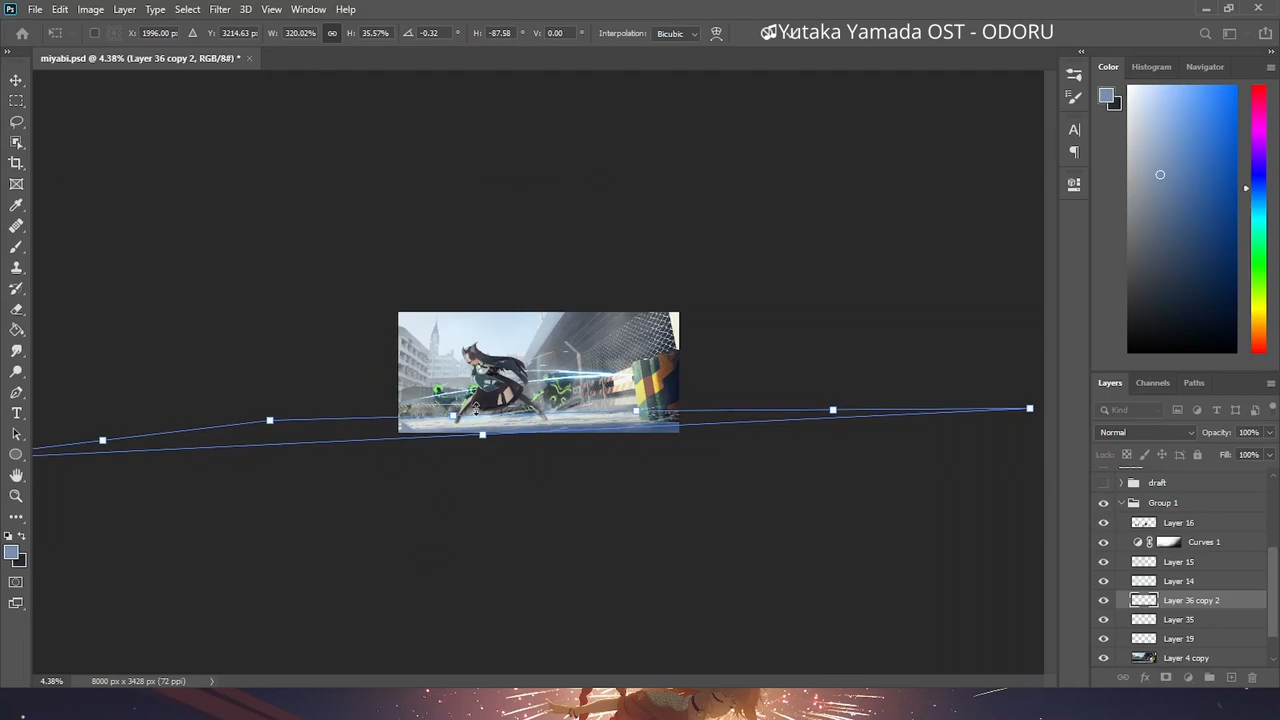 Ps File Edit Image Layer Type Select Filter 3D View Window Help
X: 1996.00 px Y: 3214.63 px W: 320.02% H: 35.57% -0.32 ° H: -87.58 ° V: 0.00 ° Interpolation: Bicubic
Yutaka Yamada OST - ODORU
miyabi.psd @ 4.38% (Layer 36 copy 2, RGB/8#) * ×
Color Histogram Navigator
Layers Channels Paths
Kind
Normal Opacity: 100%
Lock: Fill: 100%
draft
Group 1
Layer 16
Curves 1
Layer 15
Layer 14
Layer 36 copy 2
Layer 35
Layer 19
Layer 4 copy
4.38% 8000 px x 3428 px (72 ppi)